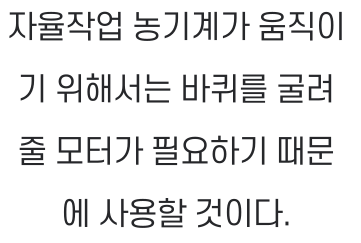 자율작업 농기계가 움직이
기 위해서는 바퀴를 굴려
줄 모터가 필요하기 때문
에 사용할 것이다.